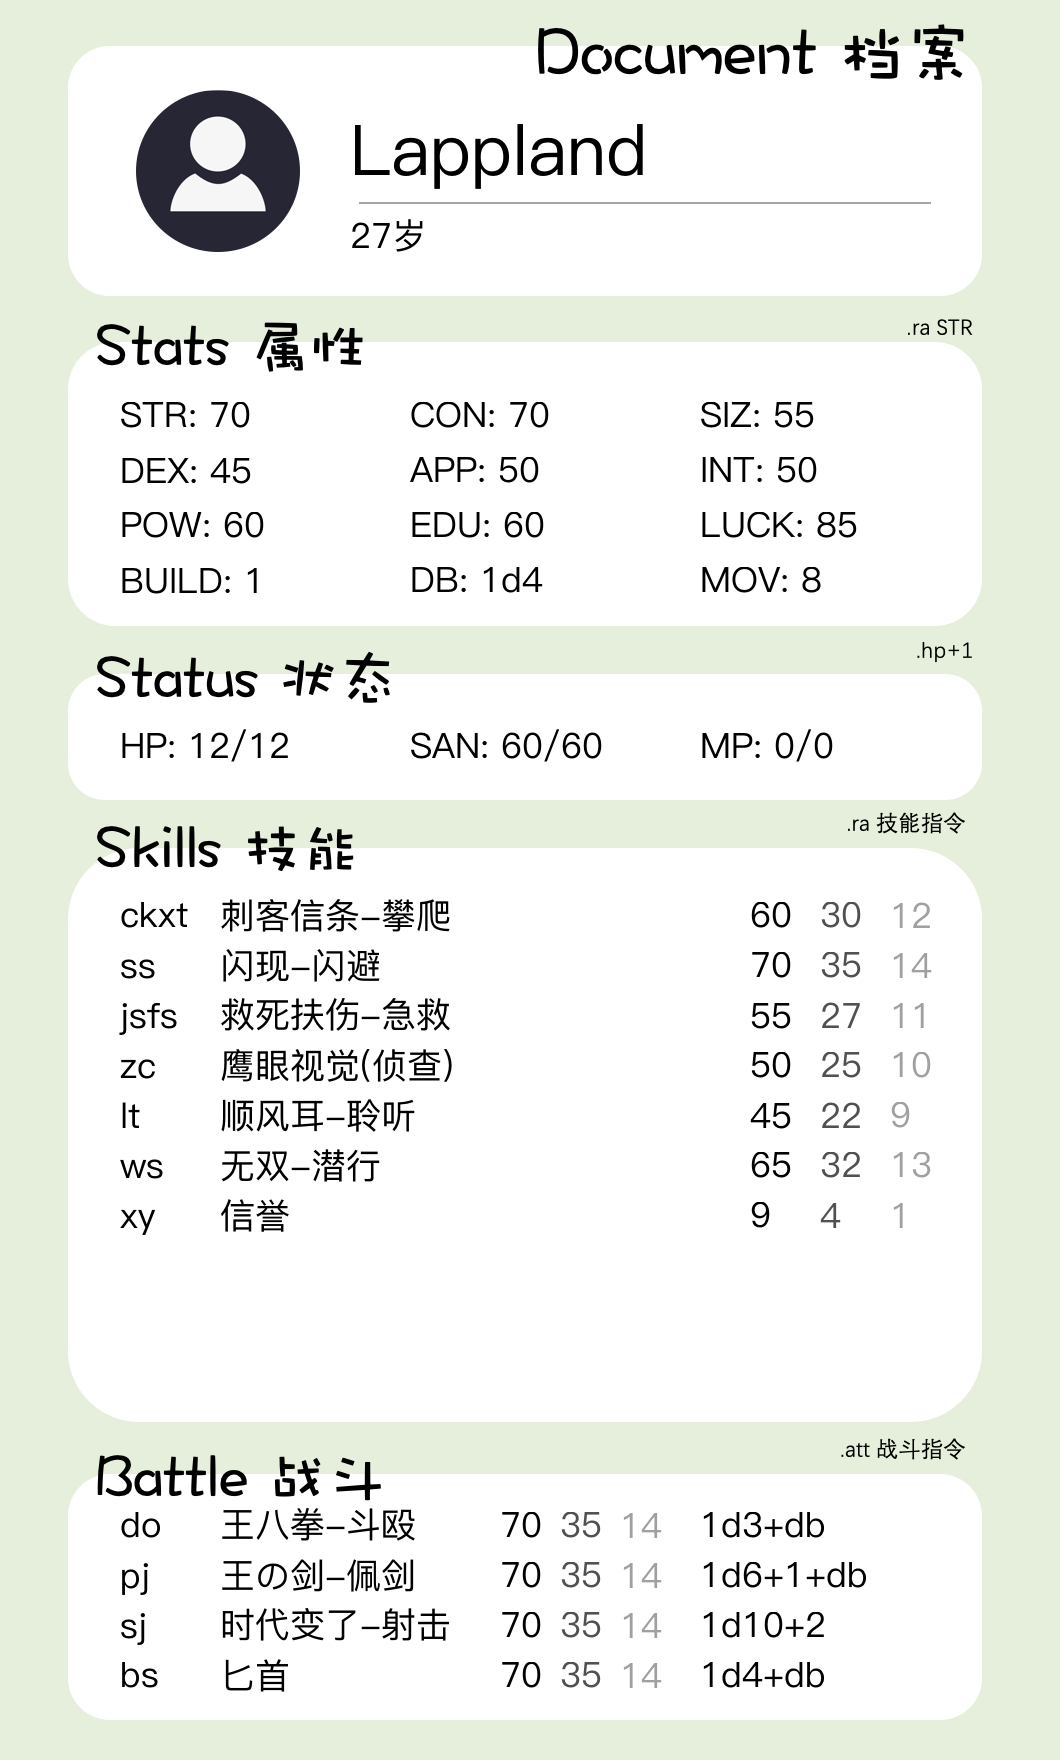 Document 档案
Lappland
27岁
Stats 属性 .ra STR
STR: 70 CON: 70 SIZ: 55
DEX: 45 APP: 50 INT: 50
POW: 60 EDU: 60 LUCK: 85
BUILD: 1 DB: 1d4 MOV: 8
Status 状态 .hp+1
HP: 12/12 SAN: 60/60 MP: 0/0
Skills 技能 .ra 技能指令
ckxt 刺客信条–攀爬 60 30 12
ss 闪现–闪避 70 35 14
jsfs 救死扶伤–急救 55 27 11
zc 鹰眼视觉(侦查) 50 25 10
lt 顺风耳–聆听 45 22 9
ws 无双–潜行 65 32 13
xy 信誉 9 4 1
Battle 战斗 .att 战斗指令
do 王八拳–斗殴 70 35 14 1d3+db
pj 王の剑–佩剑 70 35 14 1d6+1+db
sj 时代变了–射击 70 35 14 1d10+2
bs 匕首 70 35 14 1d4+db